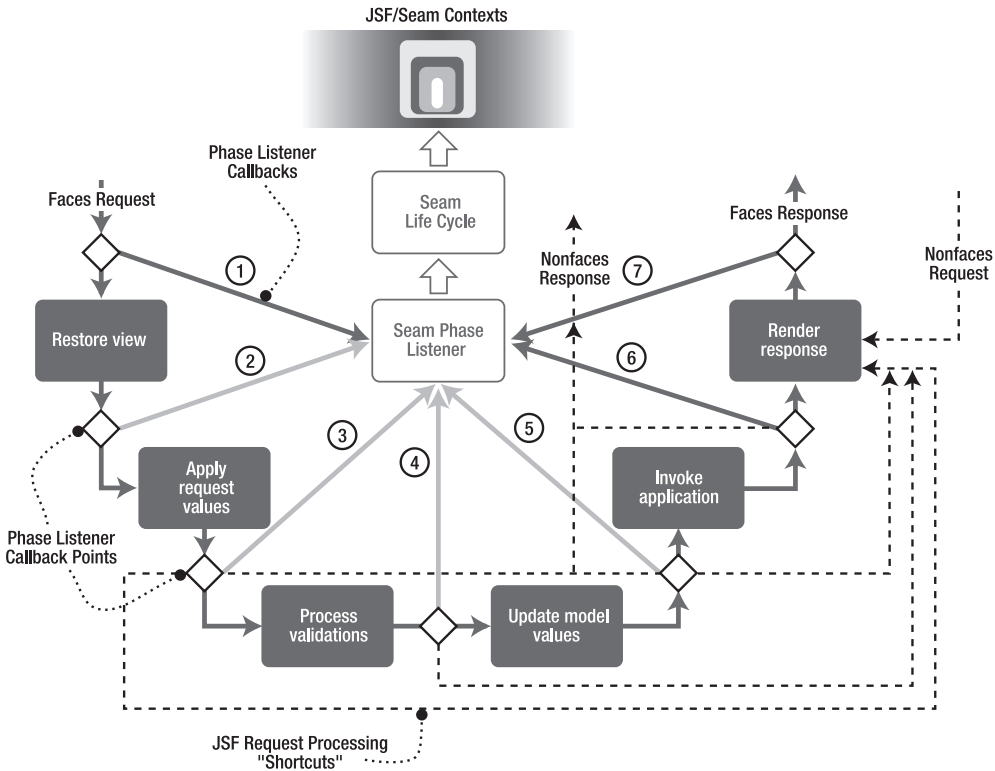 JSF/Seam Contexts
Phase Listener
Callbacks
Faces Request
Seam
Life Cycle
Faces Response
Nonfaces
Response
Nonfaces
Request
1
7
Restore view
Seam Phase
Listener
Render
response
2
6
3
4
5
Apply
request
values
Invoke
application
Phase Listener
Callback Points
Process
validations
Update model
values
JSF Request Processing
"Shortcuts"